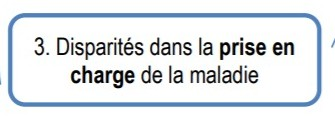 3. Disparités dans la prise en
charge de la maladie